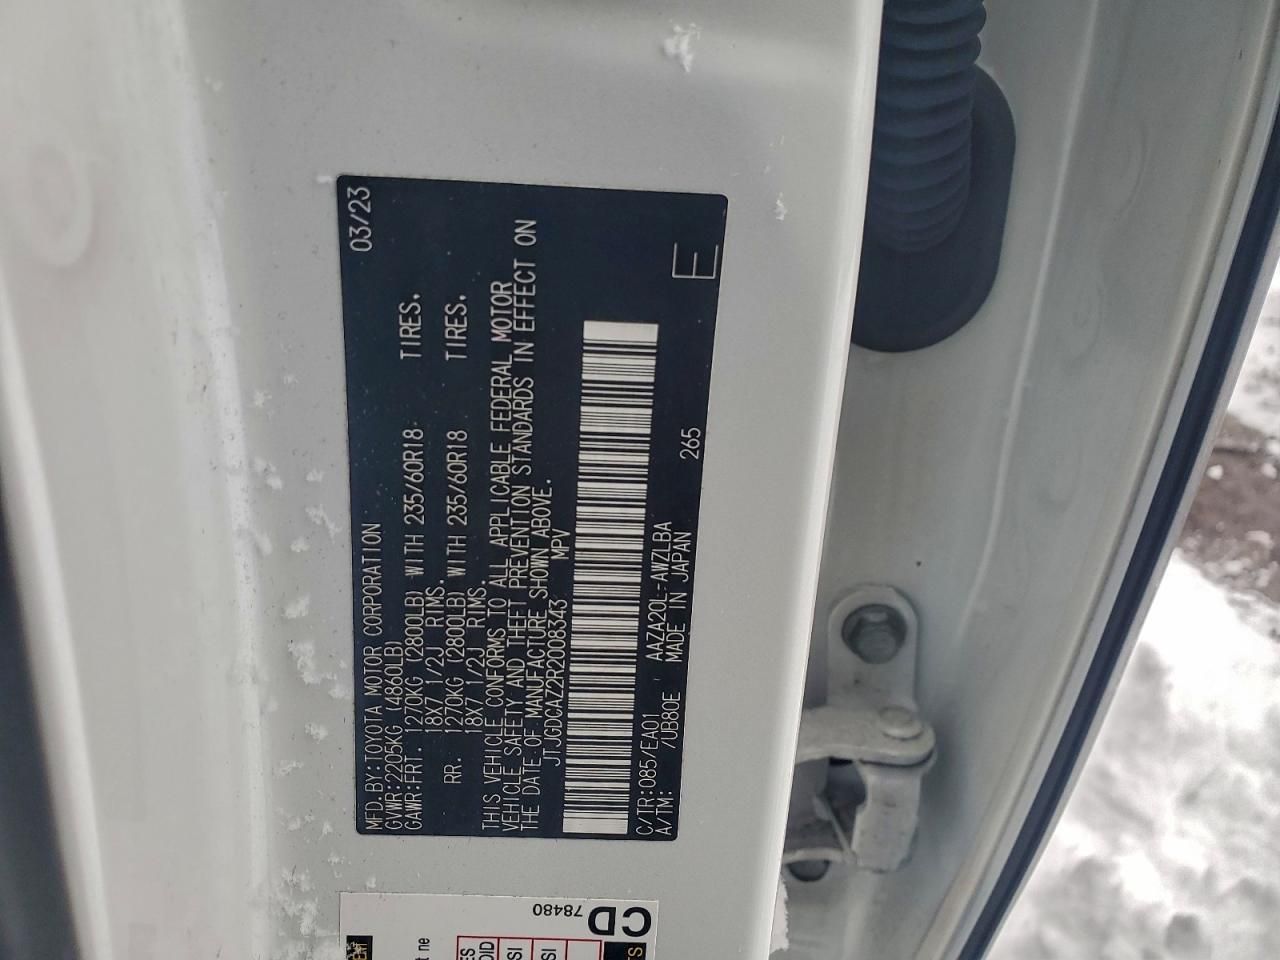 MFD.BY:TOYOTA MOTOR CORPORATION 03/23
GVWR:2205KG (4860LB)
GAWR:FRT. 1270KG (2800LB) WITH 235/60R18 TIRES.
18X7 1/2J RIMS.
RR. 1270KG (2800LB) WITH 235/60R18 TIRES.
18X7 1/2J RIMS.
THIS VEHICLE CONFORMS TO ALL APPLICABLE FEDERAL MOTOR
VEHICLE SAFETY AND THEFT PREVENTION STANDARDS IN EFFECT ON
THE DATE OF MANUFACTURE SHOWN ABOVE.
JTJGDCAZ2R2008343 MPV
C/TR:085/EA01 AAZA20L-AWZLBA
A/TM: /UB80E MADE IN JAPAN 265
E
CD
78480